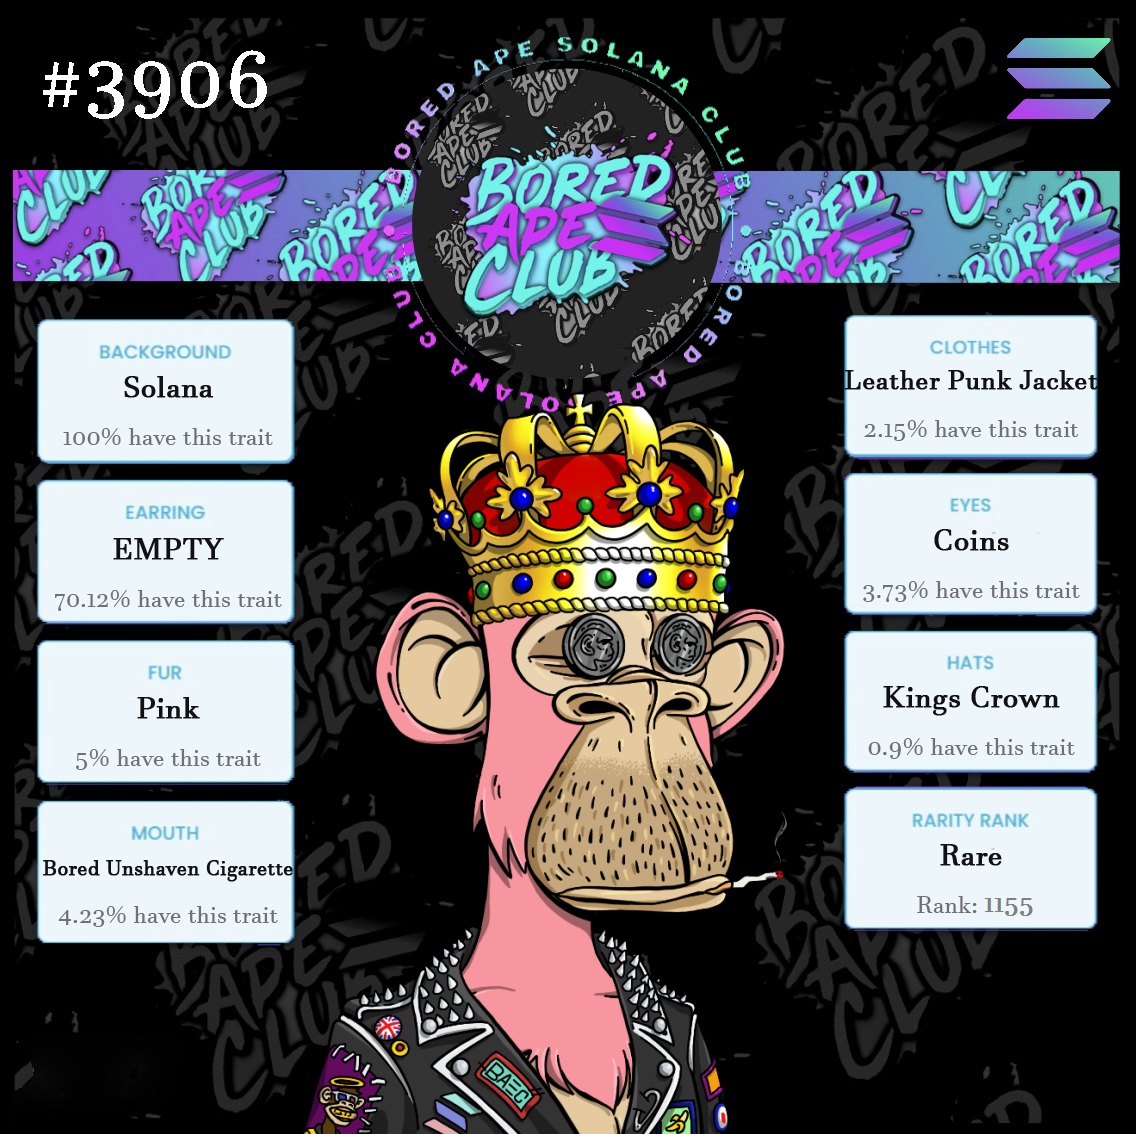 #3906
BORED APE SOLANA CLUB
BORED APE SOLANA CLUB
BORED
APE
CLUB
BACKGROUND
Solana
100% have this trait
EARRING
EMPTY
70.12% have this trait
FUR
Pink
5% have this trait
MOUTH
Bored Unshaven Cigarette
4.23% have this trait
CLOTHES
Leather Punk Jacket
2.15% have this trait
EYES
Coins
3.73% have this trait
HATS
Kings Crown
0.9% have this trait
RARITY RANK
Rare
Rank: 1155
BAEC